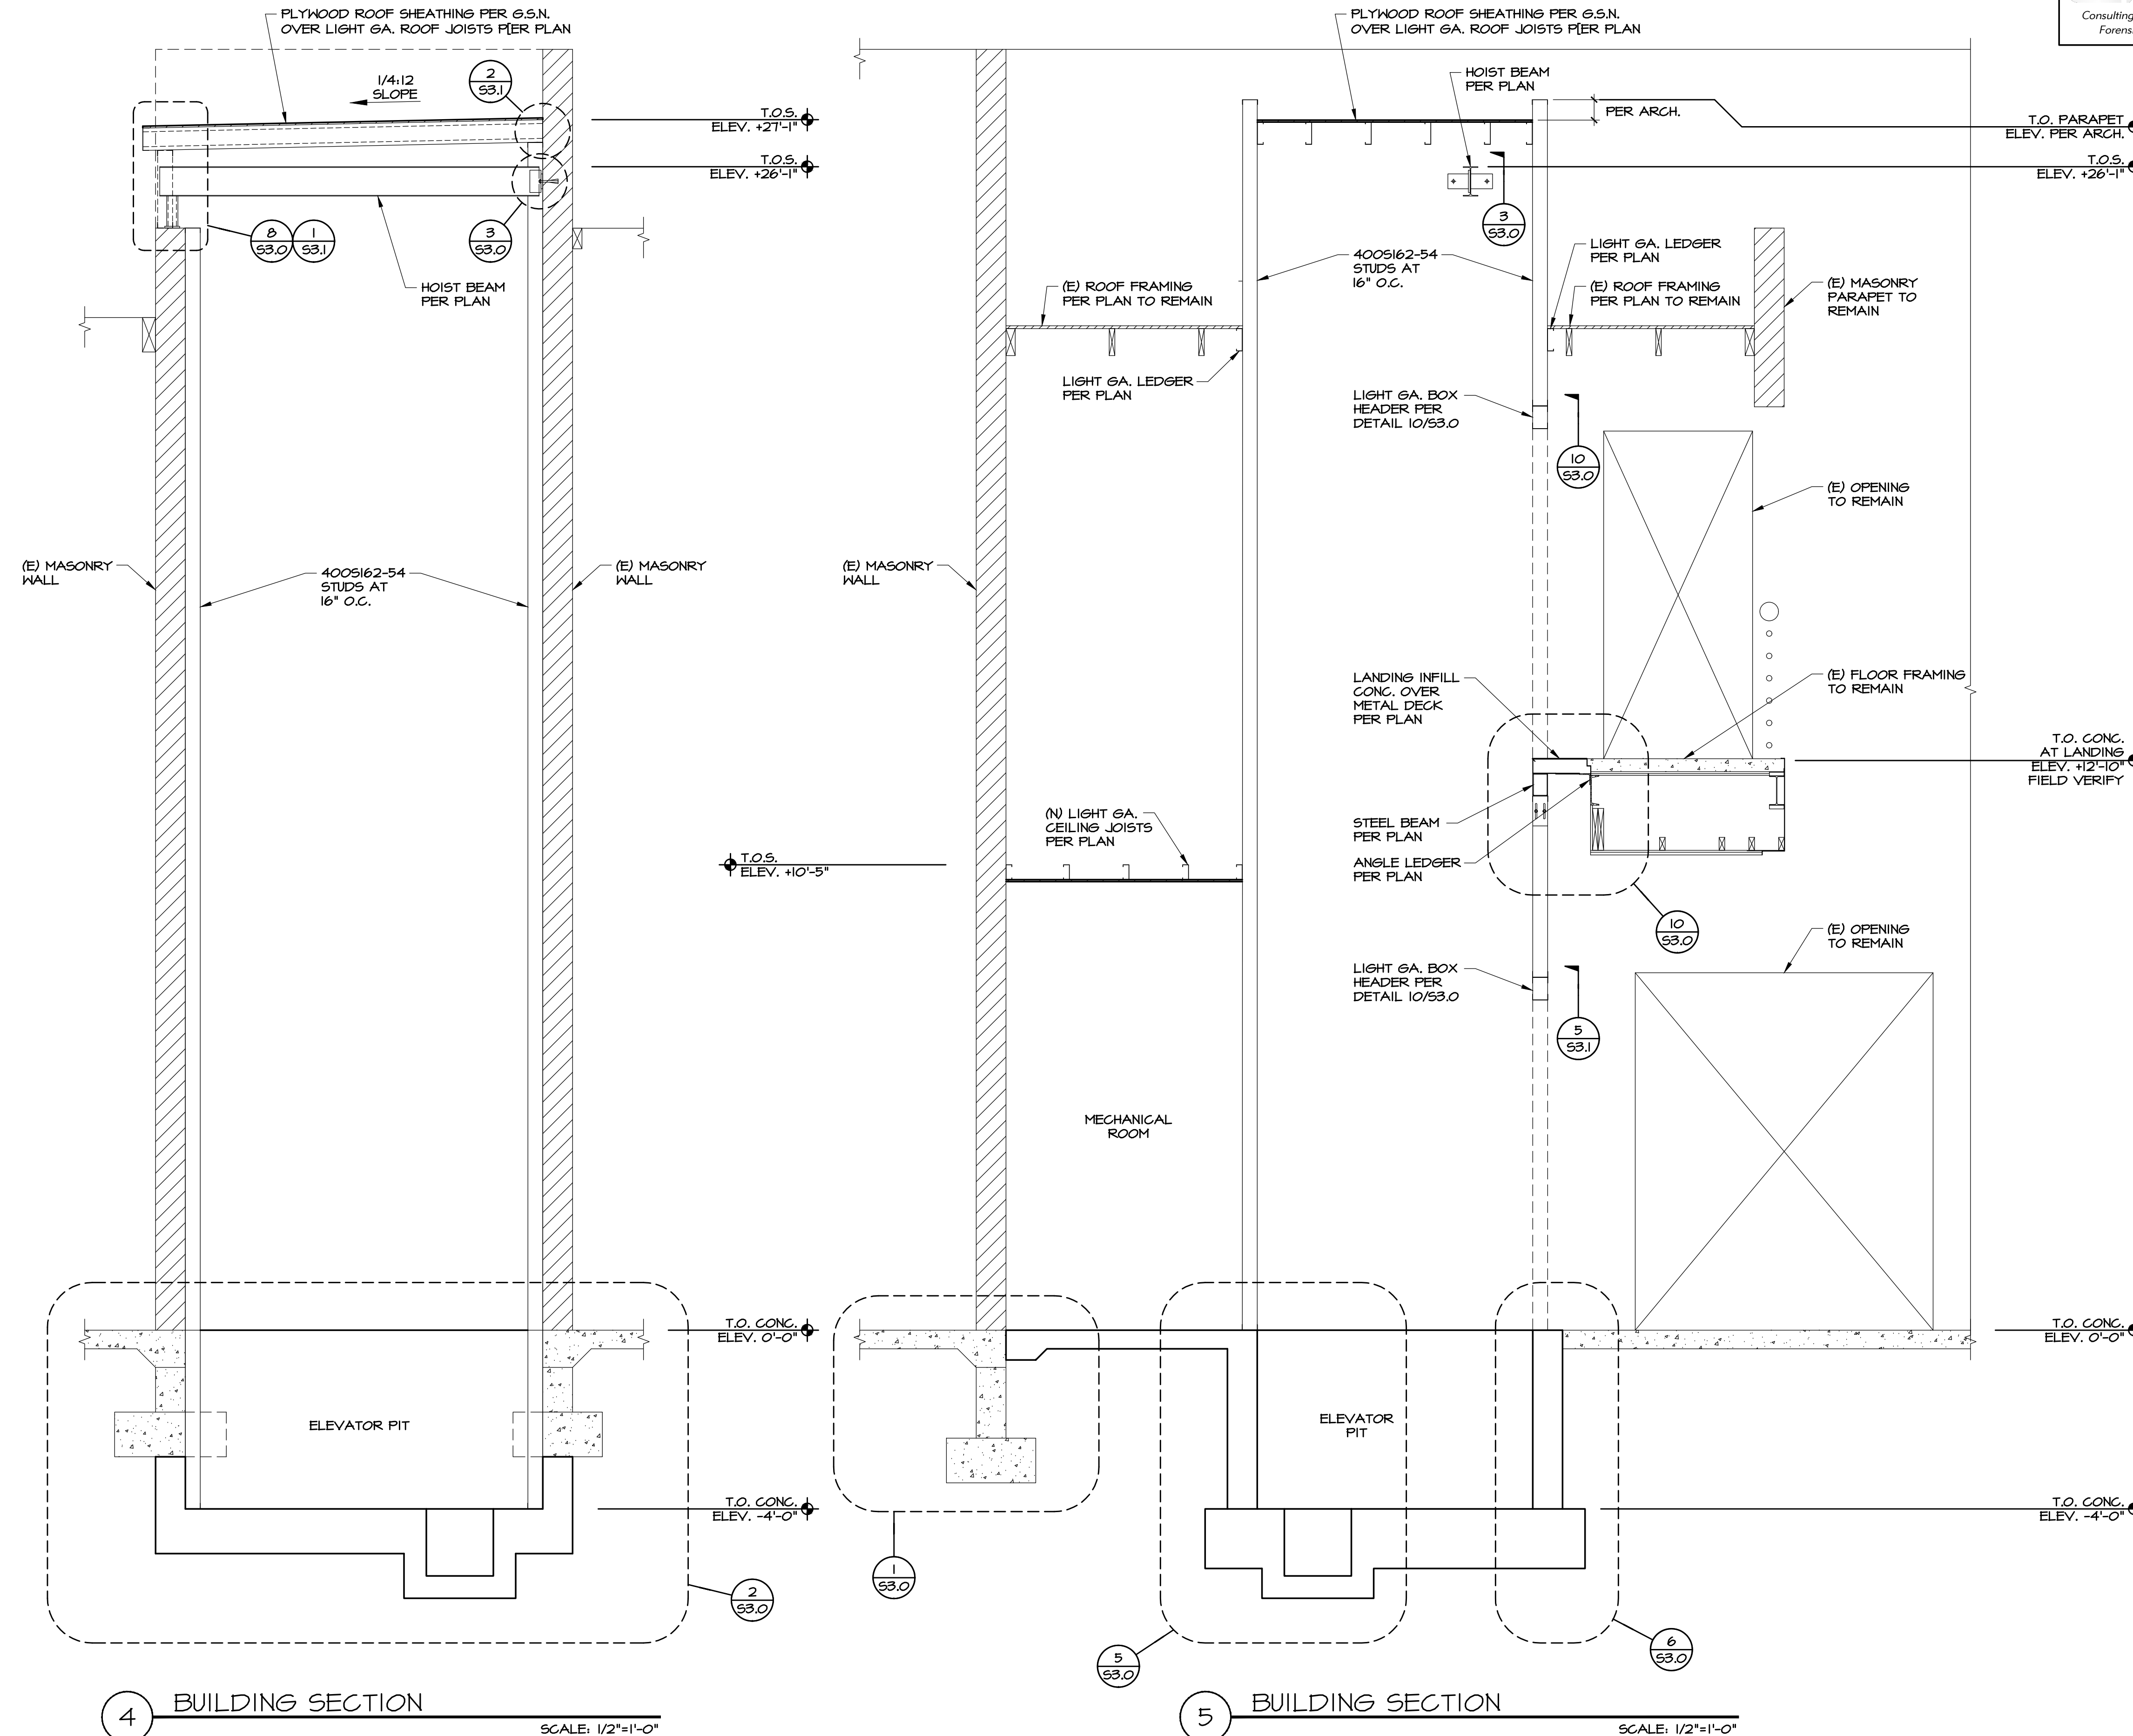 PLYWOOD ROOF SHEATHING PER G.S.N.
OVER LIGHT GA. ROOF JOISTS P[ER PLAN
1/4:12
SLOPE
2
S3.1
T.O.S.
ELEV. +27'-1"
T.O.S.
ELEV. +26'-1"
8
S3.0
1
S3.1
3
S3.0
HOIST BEAM
PER PLAN
(E) MASONRY
WALL
400S162-54
STUDS AT
16" O.C.
(E) MASONRY
WALL
T.O. CONC.
ELEV. 0'-0"
ELEVATOR PIT
T.O. CONC.
ELEV. -4'-0"
2
S3.0
4
BUILDING SECTION
SCALE: 1/2"=1'-0"
PLYWOOD ROOF SHEATHING PER G.S.N.
OVER LIGHT GA. ROOF JOISTS P[ER PLAN
Consulting
Forens
HOIST BEAM
PER PLAN
PER ARCH.
T.O. PARAPET
ELEV. PER ARCH.
T.O.S.
ELEV. +26'-1"
3
S3.0
400S162-54
STUDS AT
16" O.C.
LIGHT GA. LEDGER
PER PLAN
(E) ROOF FRAMING
PER PLAN TO REMAIN
(E) ROOF FRAMING
PER PLAN TO REMAIN
(E) MASONRY
PARAPET TO
REMAIN
LIGHT GA. LEDGER
PER PLAN
LIGHT GA. BOX
HEADER PER
DETAIL 10/S3.0
10
S3.0
(E) OPENING
TO REMAIN
(E) MASONRY
WALL
LANDING INFILL
CONC. OVER
METAL DECK
PER PLAN
(E) FLOOR FRAMING
TO REMAIN
T.O. CONC.
AT LANDING
ELEV. +12'-10"
FIELD VERIFY
(N) LIGHT GA.
CEILING JOISTS
PER PLAN
STEEL BEAM
PER PLAN
ANGLE LEDGER
PER PLAN
T.O.S.
ELEV. +10'-5"
10
S3.0
(E) OPENING
TO REMAIN
LIGHT GA. BOX
HEADER PER
DETAIL 10/S3.0
5
S3.1
MECHANICAL
ROOM
T.O. CONC.
ELEV. 0'-0"
ELEVATOR
PIT
T.O. CONC.
ELEV. -4'-0"
1
S3.0
5
S3.0
6
S3.0
5
BUILDING SECTION
SCALE: 1/2"=1'-0"